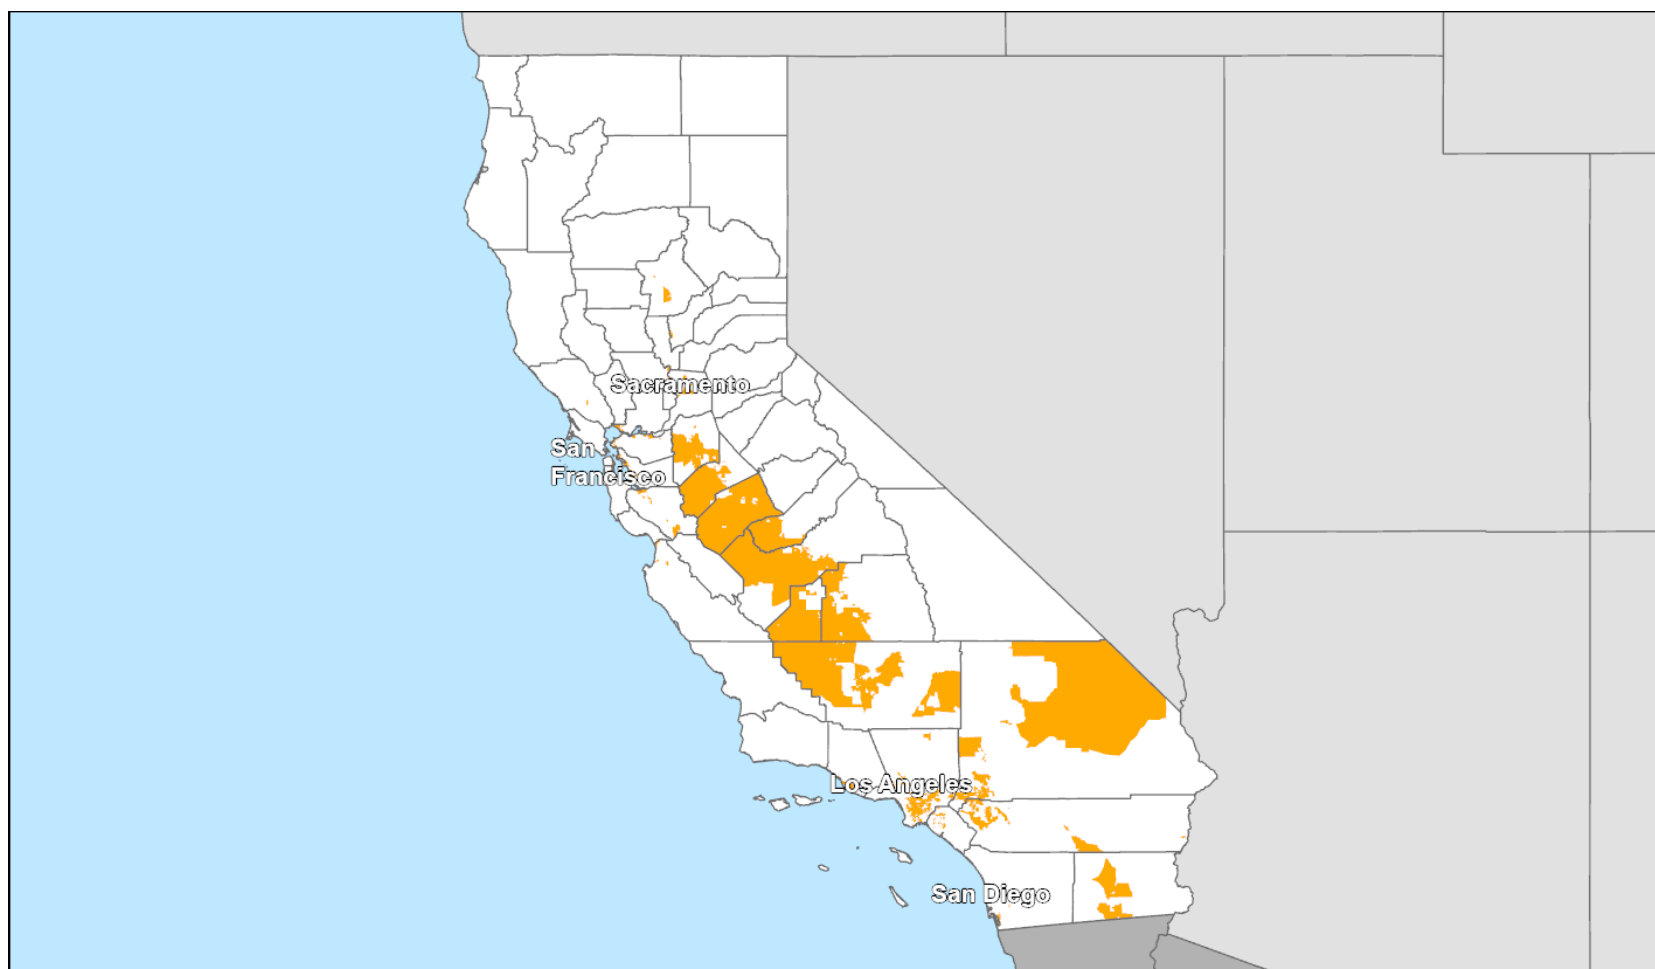 Sacramento
San
Francisco
Los Angeles
San Diego